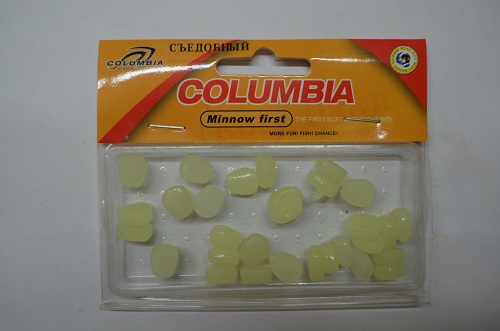 СЪЕДОБНЫЙ
COLUMBIA
COLUMBIA
Minnow first
THE FIRST SOFT
MORE FUN! FISH! CHANCE!